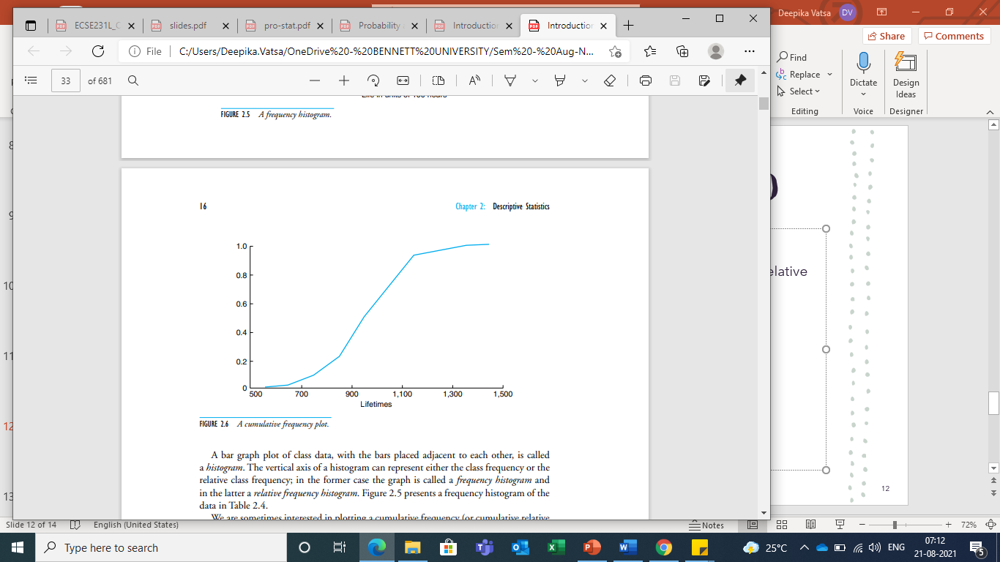 Deepika Vatsa DV
ECSE231L_C
slides.pdf
pro-stat.pdf
Probability
Introduction
Introduction
File C:/Users/Deepika.Vatsa/OneDrive%20-%20BENNETT%20UNIVERSITY/Sem%20-%20Aug-N...
33 of 681
Share
Comments
Find
Replace
Select
Editing
Dictate
Voice
Design
Ideas
Designer
FIGURE 2.5 A frequency histogram.
16
Chapter 2: Descriptive Statistics
1.0
0.8
0.6
0.4
0.2
0
500 700 900 1,100 1,300 1,500
Lifetimes
FIGURE 2.6 A cumulative frequency plot.
A bar graph plot of class data, with the bars placed adjacent to each other, is called
a histogram. The vertical axis of a histogram can represent either the class frequency or the
relative class frequency; in the former case the graph is called a frequency histogram and
in the latter a relative frequency histogram. Figure 2.5 presents a frequency histogram of the
data in Table 2.4.
We are sometimes interested in plotting a cumulative frequency (or cumulative relative
elative
12
8
9
10
11
12
13
Slide 12 of 14
English (United States)
Notes
72%
Type here to search
25°C
ENG
07:12
21-08-2021
5